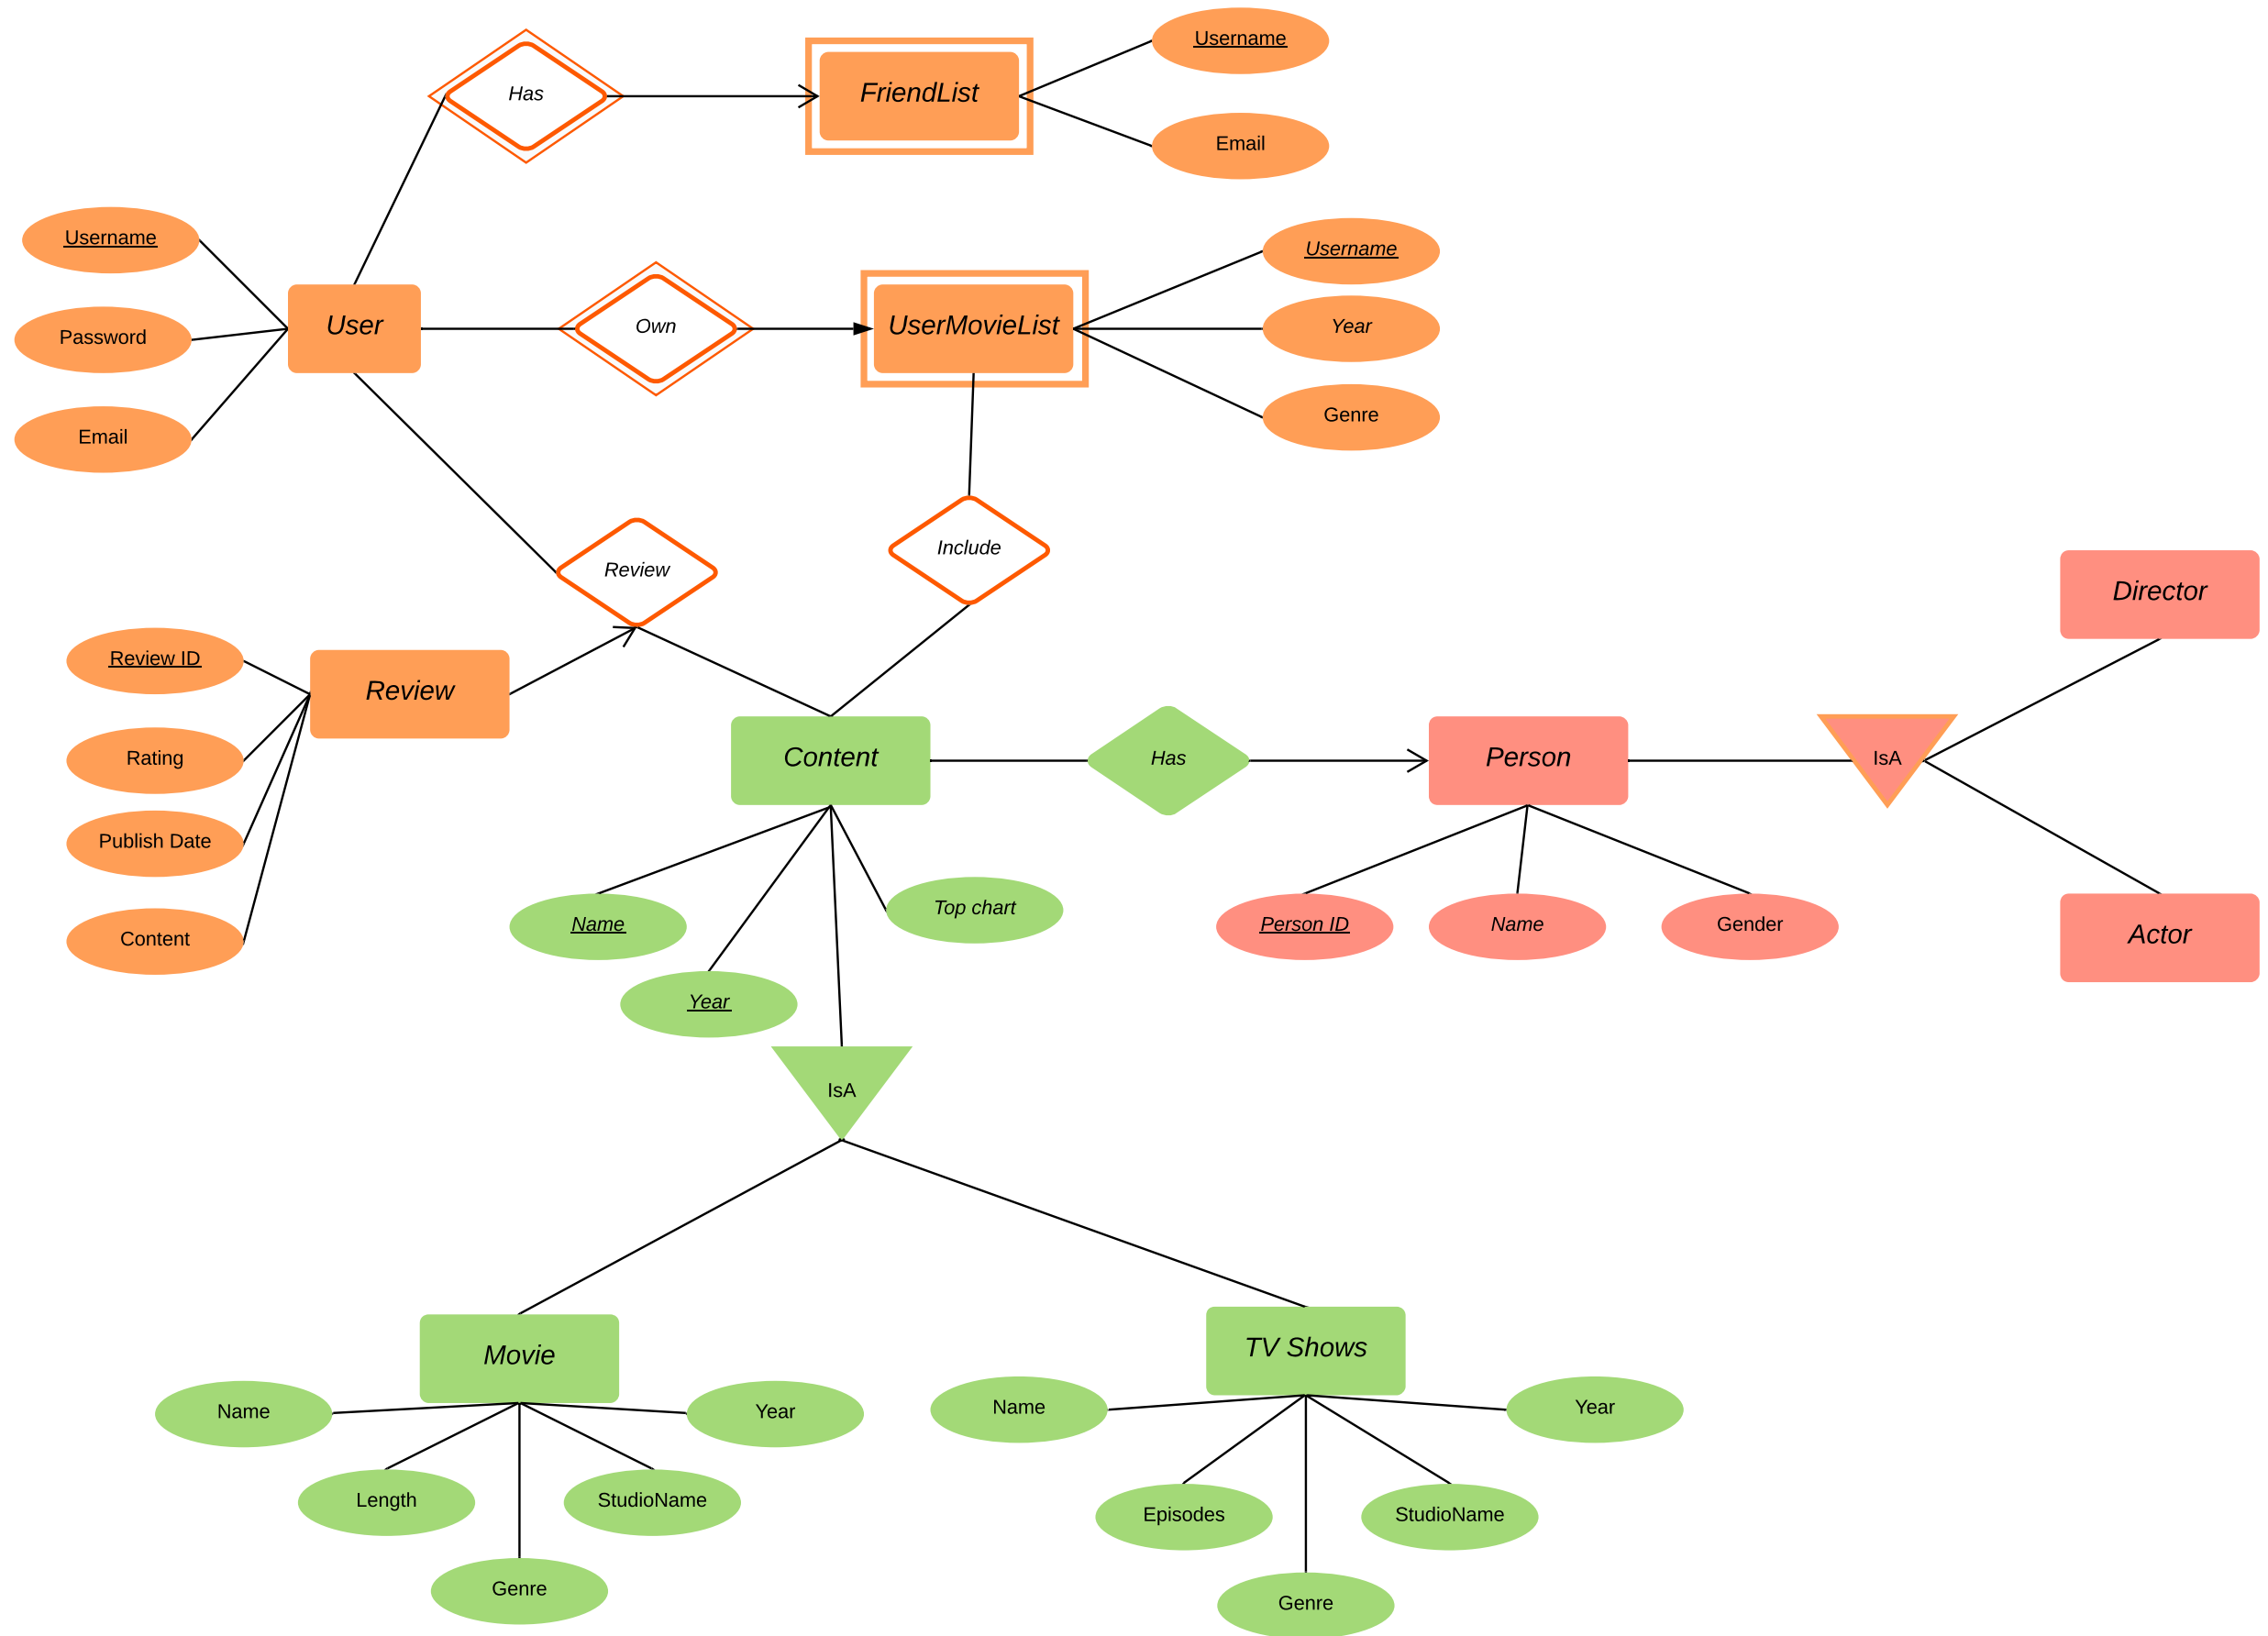 Username
Has
FriendList
Email
Username
Username
Password
User
Own
UserMovieList
Year
Email
Genre
Review
Include
Review ID
Review
Director
Rating
Content
Has
Person
IsA
Publish Date
Content
Name
Top chart
Person ID
Name
Gender
Actor
Year
IsA
Movie
TV Shows
Name
Year
Name
Year
Length
StudioName
Episodes
StudioName
Genre
Genre